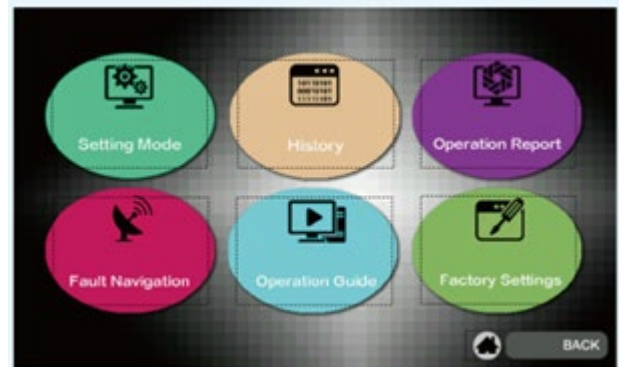 Setting Mode
History
Operation Report
Fault Navigation
Operation Guide
Factory Settings
BACK